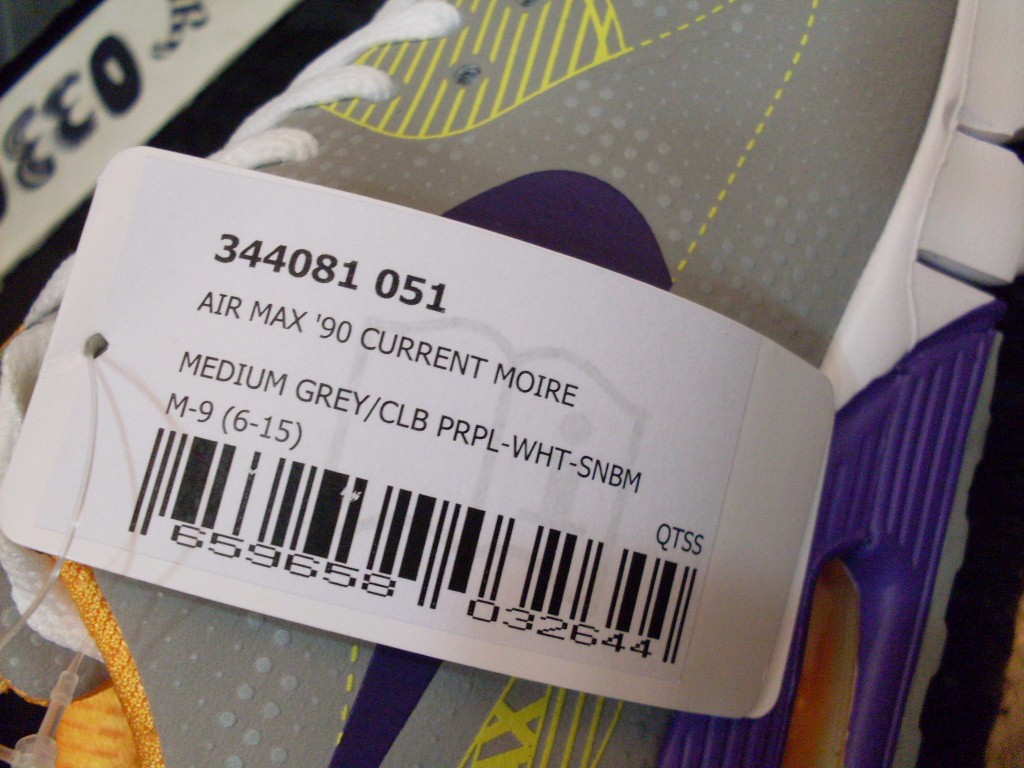 344081 051
AIR MAX '90 CURRENT MOIRE
MEDIUM GREY/CLB PRPL-WHT-SNBM
M-9 (6-15)
QTSS
659658 032644